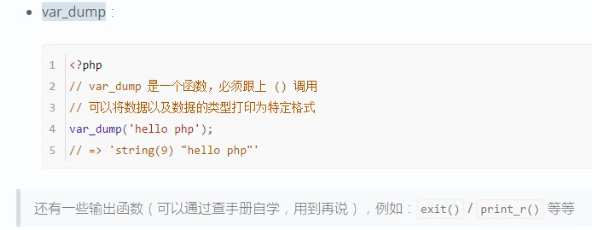 var_dump：
1 <?php
2 // var_dump 是一个函数，必须跟上 () 调用
3 // 可以将数据以及数据的类型打印为特定格式
4 var_dump('hello php');
5 // => 'string(9) "hello php"'
还有一些输出函数（可以通过查手册自学，用到再说），例如：exit() / print_r() 等等